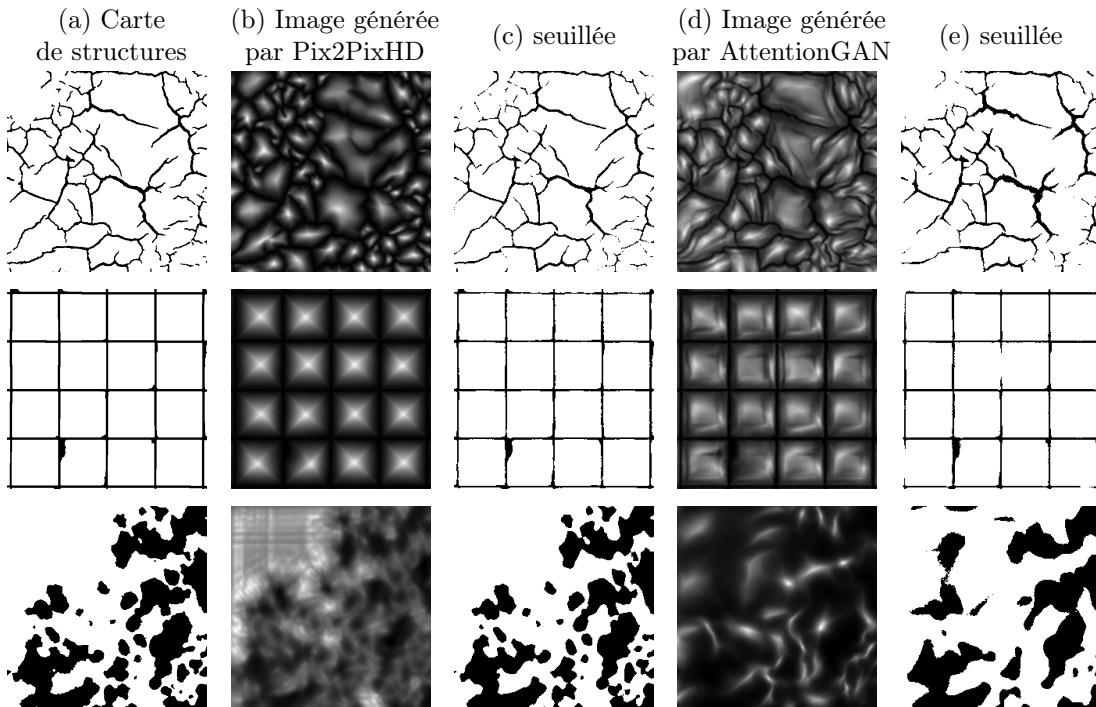 (a) Carte
de structures
(b) Image générée
par Pix2PixHD
(c) seuillée
(d) Image générée
par AttentionGAN
(e) seuillée